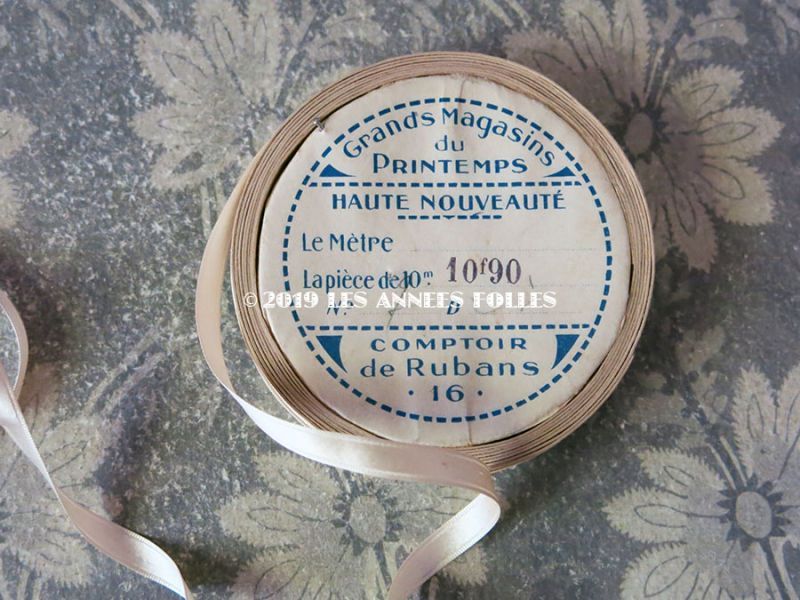 Grands Magasins
du
PRINTEMPS
HAUTE NOUVEAUTÉ
Le Mètre
La pièce de 10m 10f90
© 2019 LES ANNEES FOLLES
No. D
COMPTOIR
de Rubans
· 16 ·